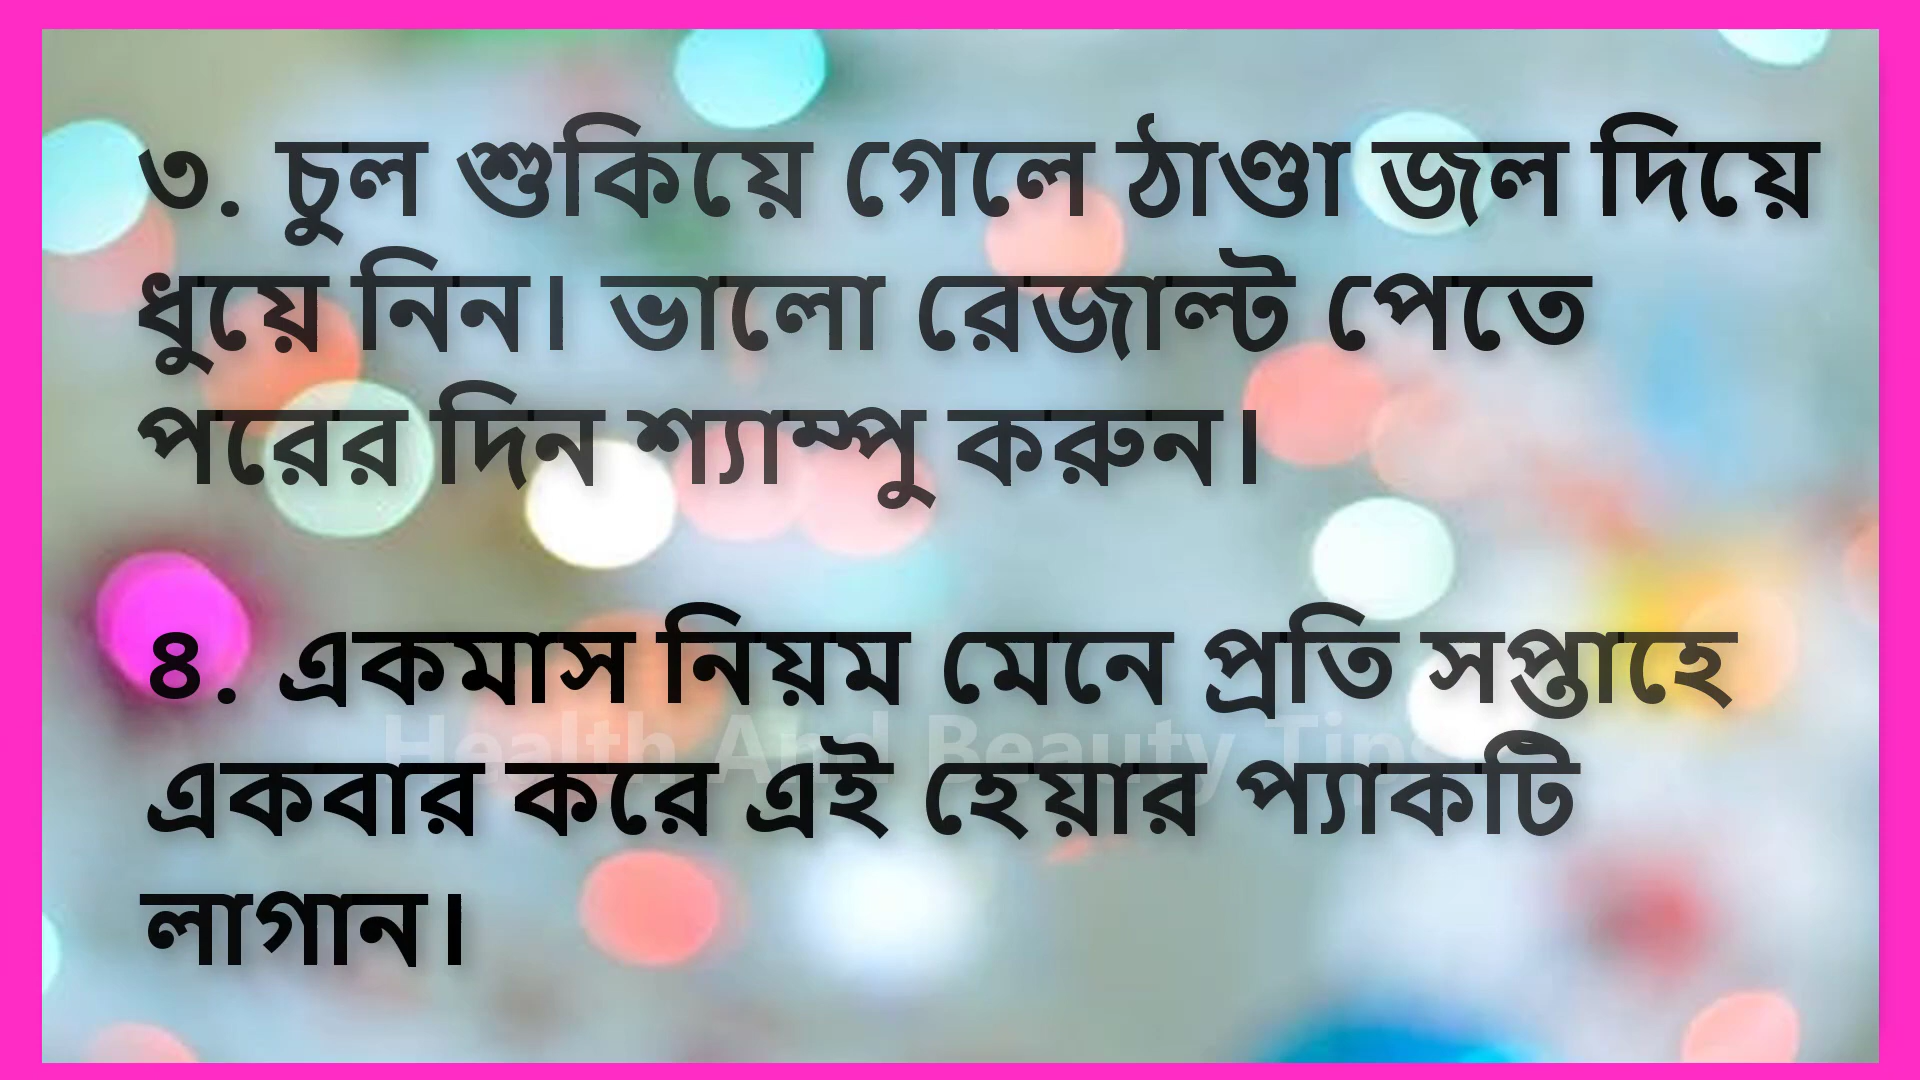 ৩. চুল শুকিয়ে গেলে ঠাণ্ডা জল দিয়ে
ধুয়ে নিন। ভালো রেজাল্ট পেতে
পরের দিন শ্যাম্পু করুন।
৪. একমাস নিয়ম মেনে প্রতি সপ্তাহে
Health And Beauty Tips
একবার করে এই হেয়ার প্যাকটি
লাগান।